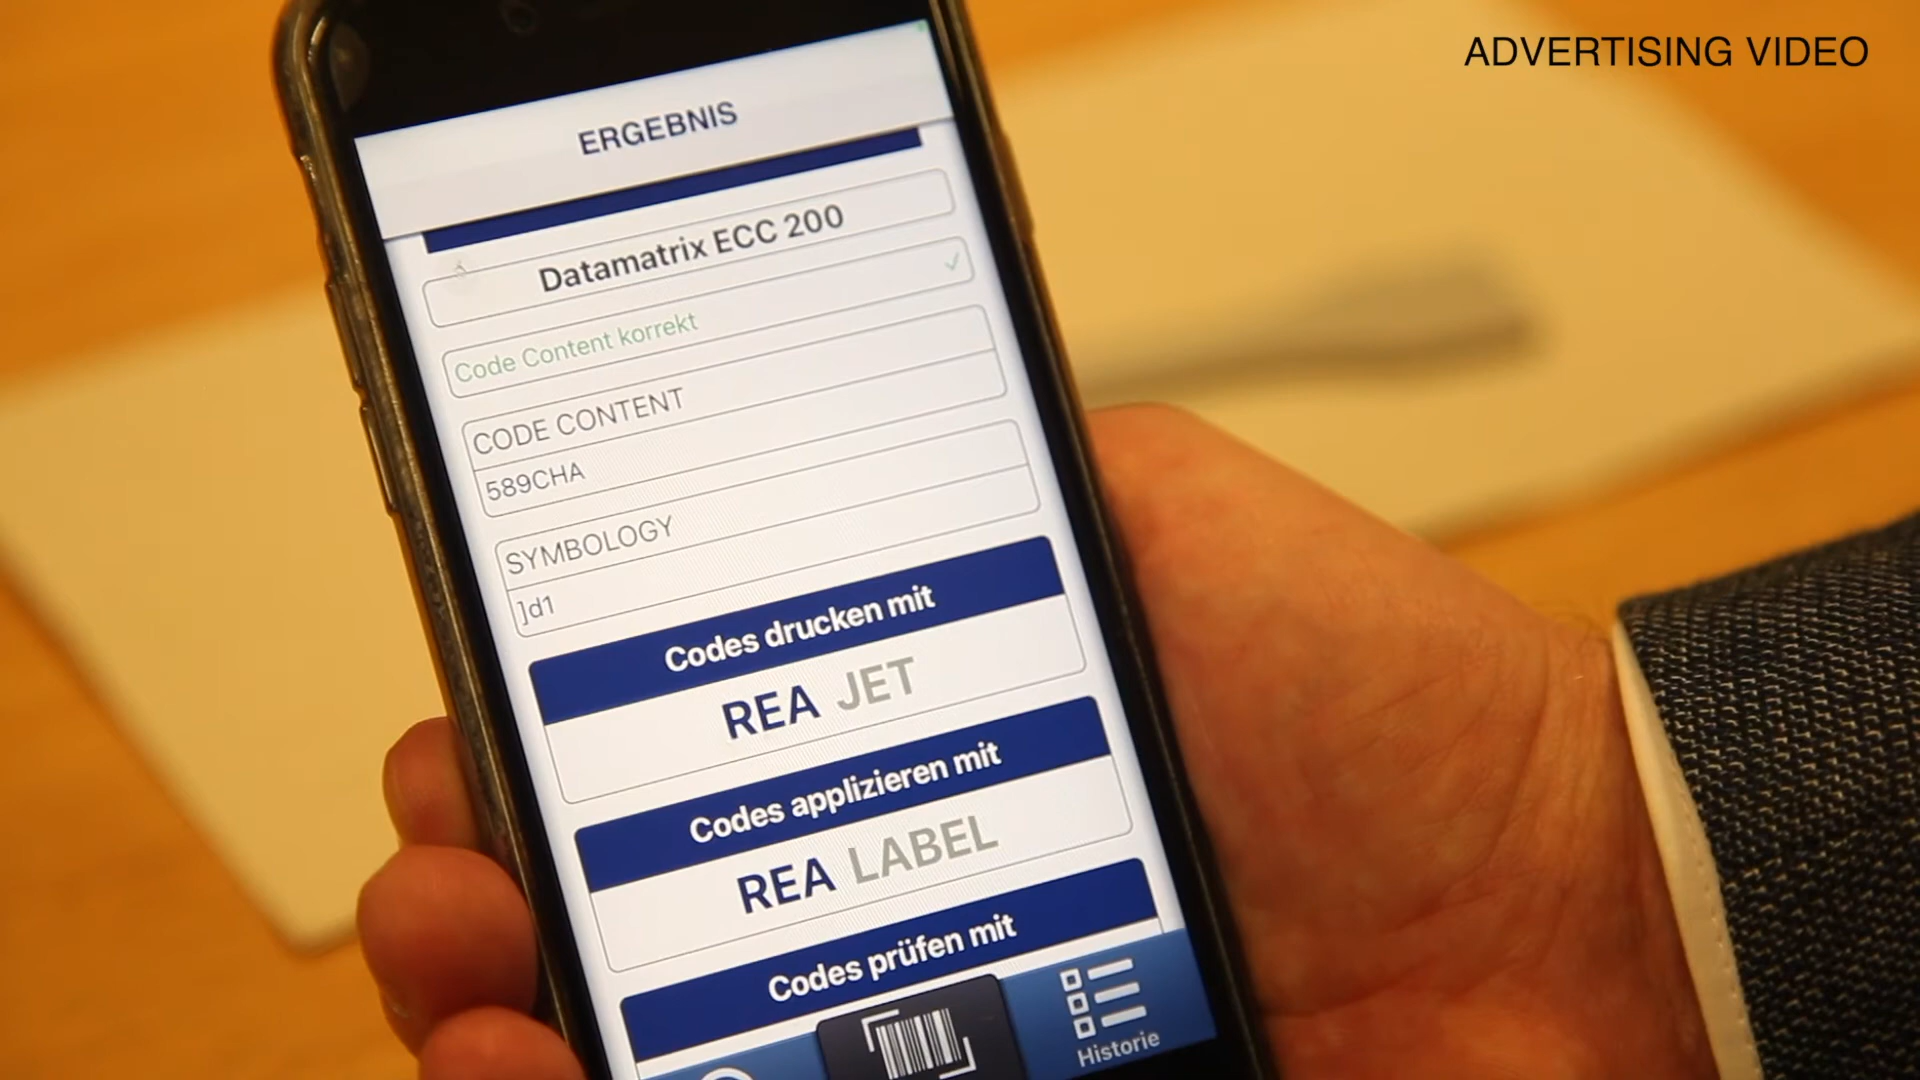 ADVERTISING VIDEO
ERGEBNIS
Datamatrix ECC 200
Code Content korrekt
CODE CONTENT
589CHA
SYMBOLOGY
]d1
Codes drucken mit
REA JET
Codes applizieren mit
REA LABEL
Codes prüfen mit
Historie